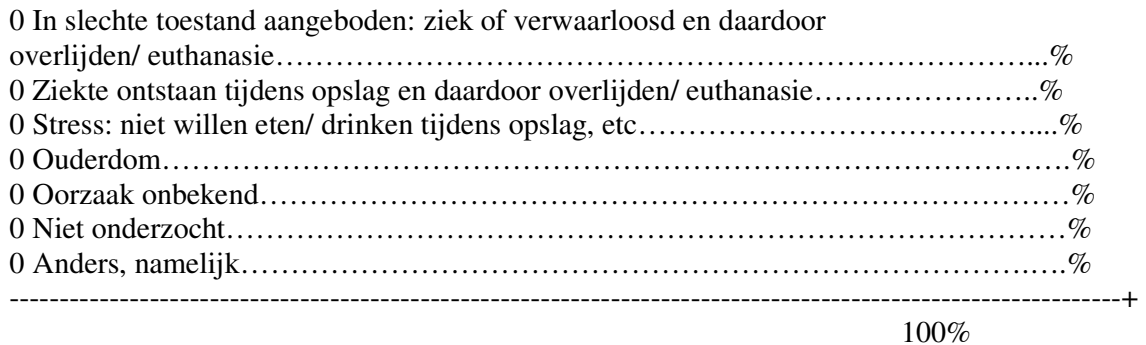 0 In slechte toestand aangeboden: ziek of verwaarloosd en daardoor
overlijden/ euthanasie…………………………………………………………………...%
0 Ziekte ontstaan tijdens opslag en daardoor overlijden/ euthanasie…………………..%
0 Stress: niet willen eten/ drinken tijdens opslag, etc…………………………………....%
0 Ouderdom……………………………………………………………………………….%
0 Oorzaak onbekend………………………………………………………………………%
0 Niet onderzocht…………………………………………………………………………%
0 Anders, namelijk…………………………………………………………………….….%
---------------------------------------------------------------------------------------------------------------+
100%